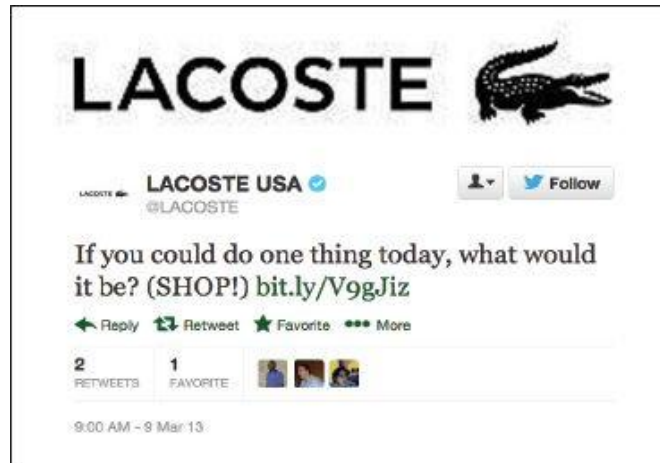 LACOSTE
LACOSTE
LACOSTE USA
Follow
@LACOSTE
If you could do one thing today, what would
it be? (SHOP!) bit.ly/V9gJiz
Reply Retweet Favorite More
2 1
RETWEETS FAVORITE
9:00 AM - 9 Mar 13